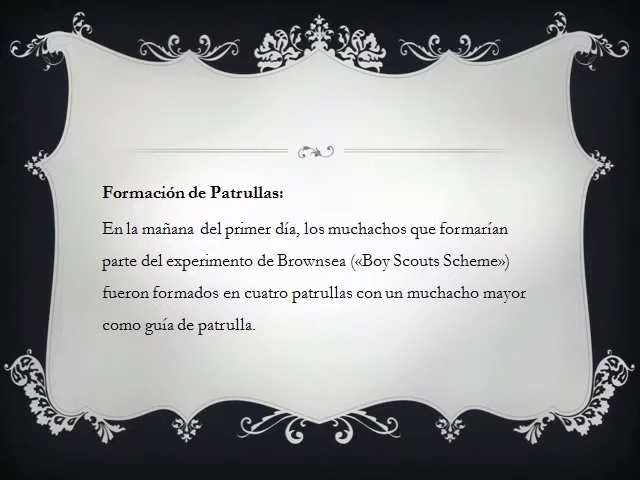 Formación de Patrullas:
En la mañana del primer día, los muchachos que formarían
parte del experimento de Brownsea («Boy Scouts Scheme»)
fueron formados en cuatro patrullas con un muchacho mayor
como guía de patrulla.